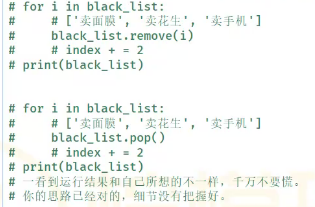 # for i in black_list:
#     # ['卖面膜', '卖花生', '卖手机']
#     black_list.remove(i)
#     # index + = 2
# print(black_list)
# for i in black_list:
#     # ['卖面膜', '卖花生', '卖手机']
#     black_list.pop()
#     # index + = 2
# print(black_list)
# 一看到运行结果和自己所想的不一样，千万不要慌。
# 你的思路已经对的，细节没有把握好。